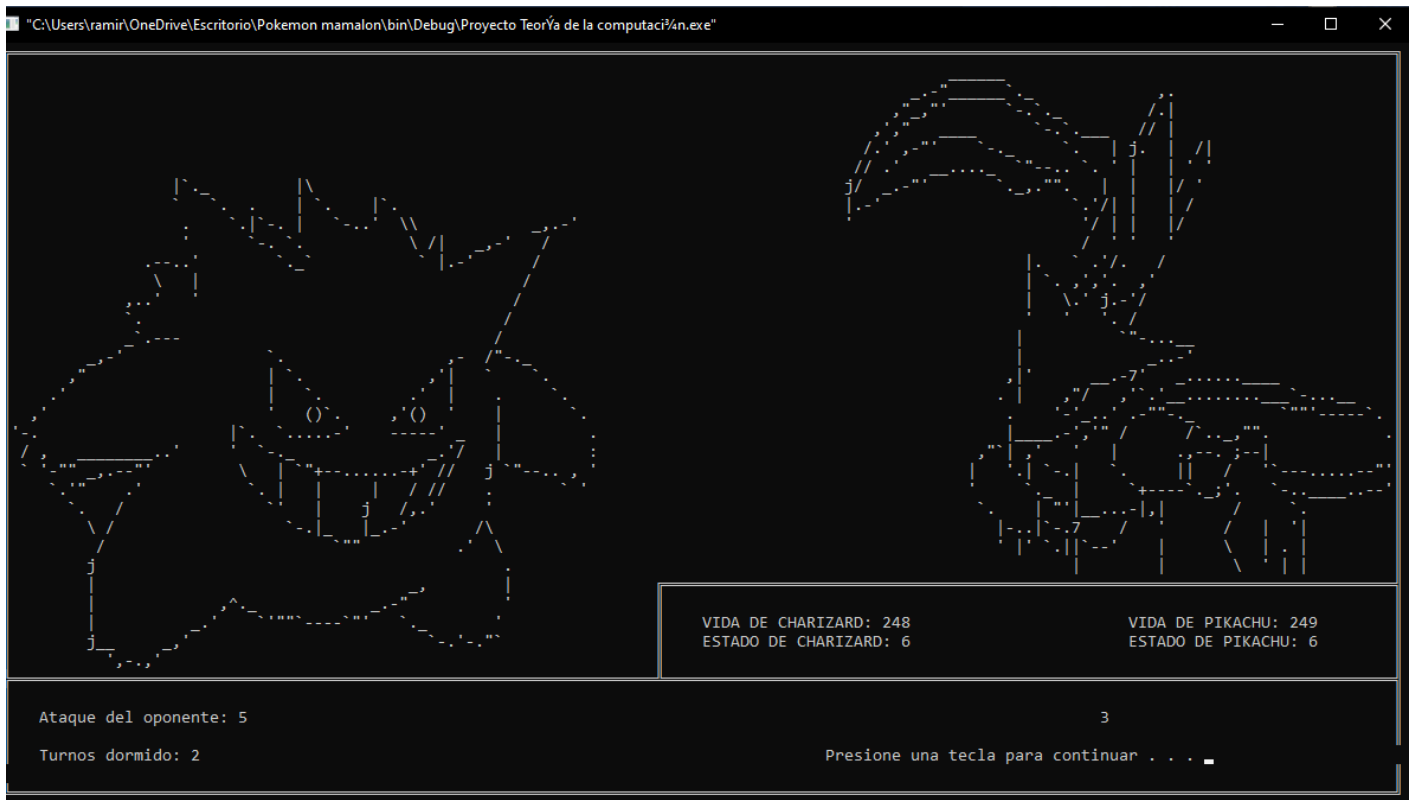 "C:\Users\ramir\OneDrive\Escritorio\Pokemon mamalon\bin\Debug\Proyecto TeorÝa de la computaci¾n.exe"
VIDA DE CHARIZARD: 248
VIDA DE PIKACHU: 249
ESTADO DE CHARIZARD: 6
ESTADO DE PIKACHU: 6
Ataque del oponente: 5
3
Turnos dormido: 2
Presione una tecla para continuar . . .